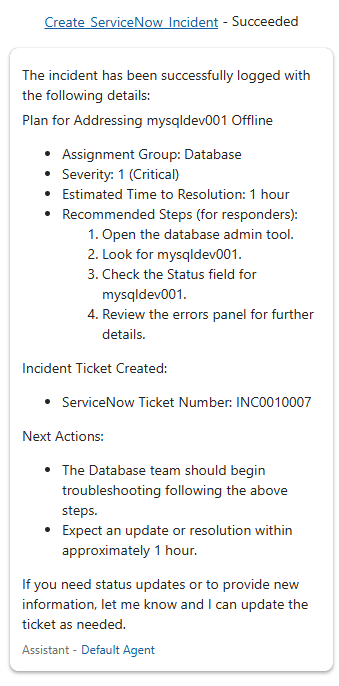 Create_ServiceNow_Incident - Succeeded
The incident has been successfully logged with
the following details:
Plan for Addressing mysqldev001 Offline
• Assignment Group: Database
• Severity: 1 (Critical)
• Estimated Time to Resolution: 1 hour
• Recommended Steps (for responders):
1. Open the database admin tool.
2. Look for mysqldev001.
3. Check the Status field for
mysqldev001.
4. Review the errors panel for further
details.
Incident Ticket Created:
• ServiceNow Ticket Number: INC0010007
Next Actions:
• The Database team should begin
troubleshooting following the above
steps.
• Expect an update or resolution within
approximately 1 hour.
If you need status updates or to provide new
information, let me know and I can update the
ticket as needed.
Assistant - Default Agent